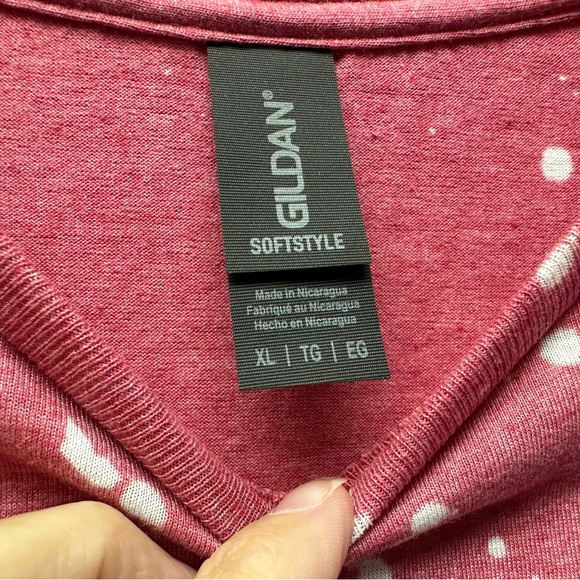 GILDAN®
SOFTSTYLE
Made in Nicaragua
Fabriqué au Nicaragua
Hecho en Nicaragua
XL | TG | EG